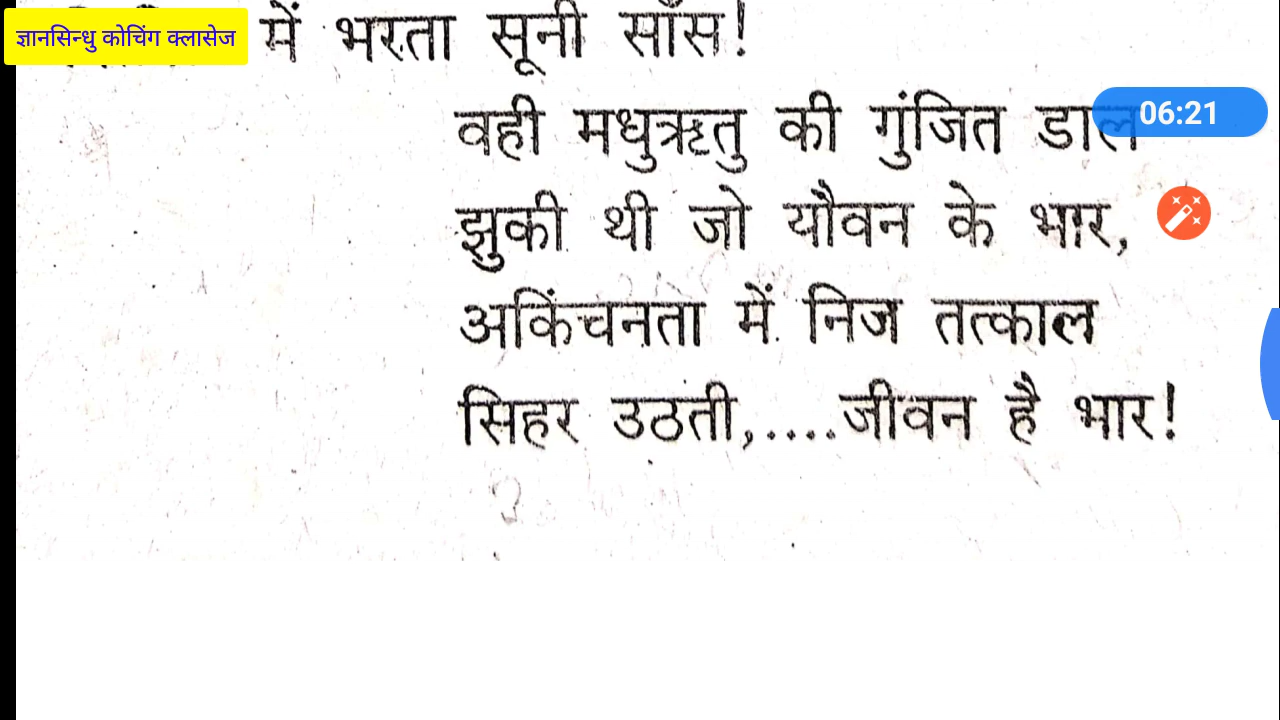 ज्ञानसिन्धु कोचिंग क्लासेज
में भरता सूनी साँस!
06:21
वही मधुऋतु की गुंजित डाल
झुकी थी जो यौवन के भार,
अकिंचनता में निज तत्काल
सिहर उठती,....जीवन है भार!